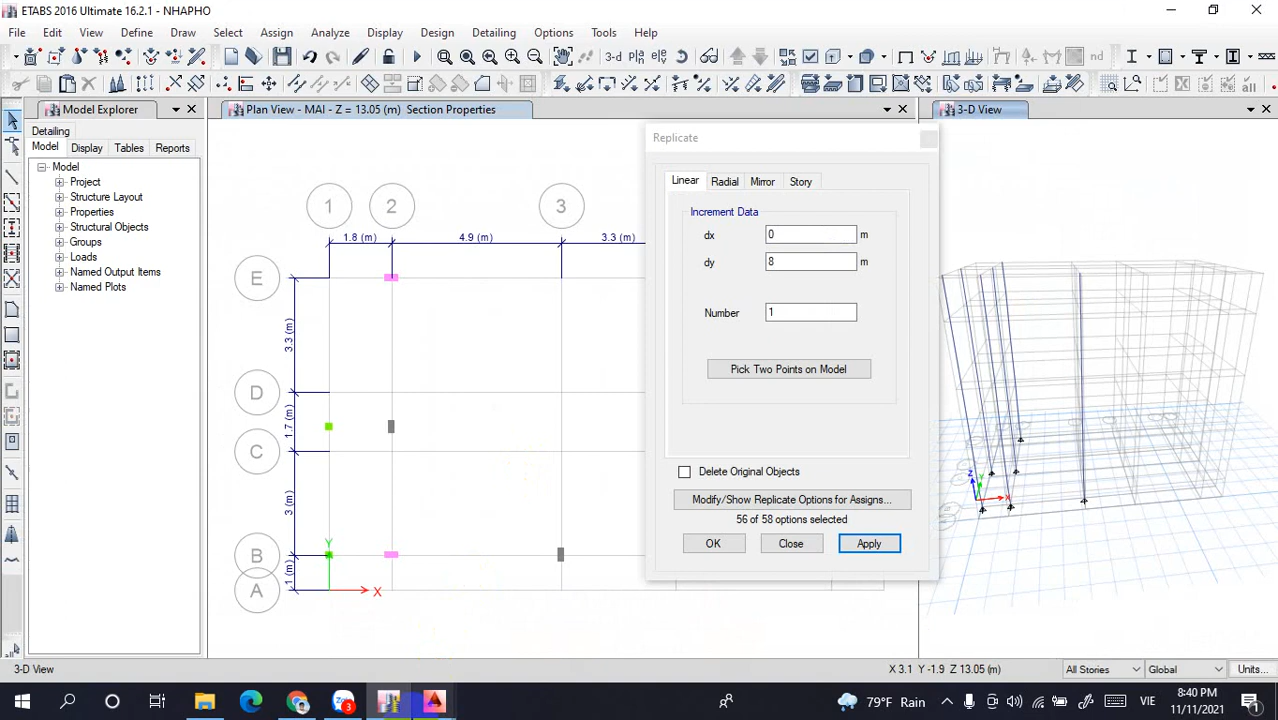 ETABS 2016 Ultimate 16.2.1 - NHAPHO
File Edit View Define Draw Select Assign Analyze Display Design Detailing Options Tools Help
3-d pla ele nd
Model Explorer
Plan View - MAI - Z = 13.05 (m) Section Properties
3-D View
Detailing
Model Display Tables Reports
Model
Project
Structure Layout
Properties
Structural Objects
Groups
Loads
Named Output Items
Named Plots
1 2 3
1.8 (m) 4.9 (m) 3.3 (m)
E
3.3 (m)
D
1.7 (m)
C
3 (m)
B
1 (m)
A
Y
X
Replicate
Linear Radial Mirror Story
Increment Data
dx 0 m
dy 8 m
Number 1
Pick Two Points on Model
Delete Original Objects
Modify/Show Replicate Options for Assigns...
56 of 58 options selected
OK Close Apply
Z
Y
X
3-D View
X 3.1 Y -1.9 Z 13.05 (m)
All Stories
Global
Units...
3
79°F Rain
VIE
8:40 PM
11/11/2021
1